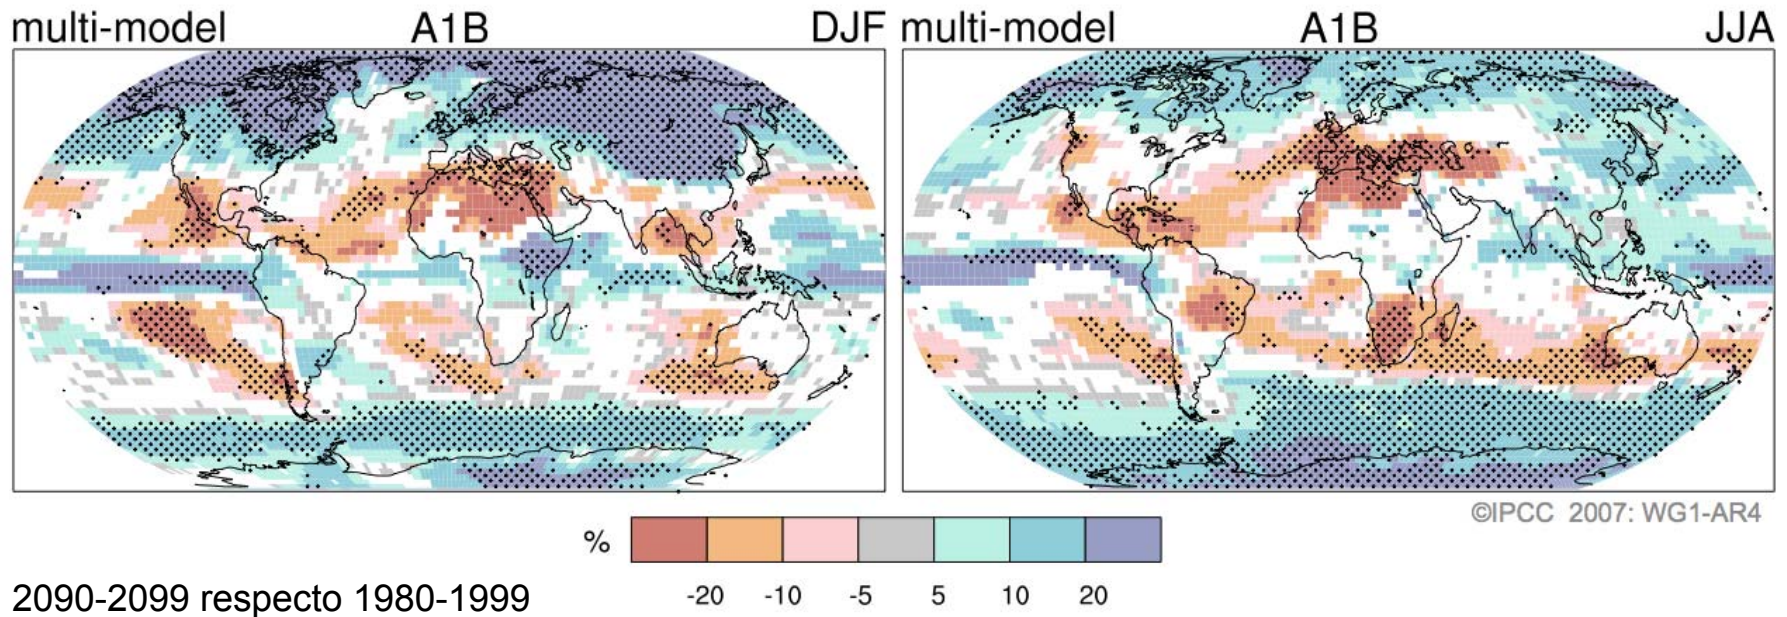 multi-model A1B DJF
multi-model A1B JJA
©IPCC 2007: WG1-AR4
%
-20 -10 -5 5 10 20
2090-2099 respecto 1980-1999